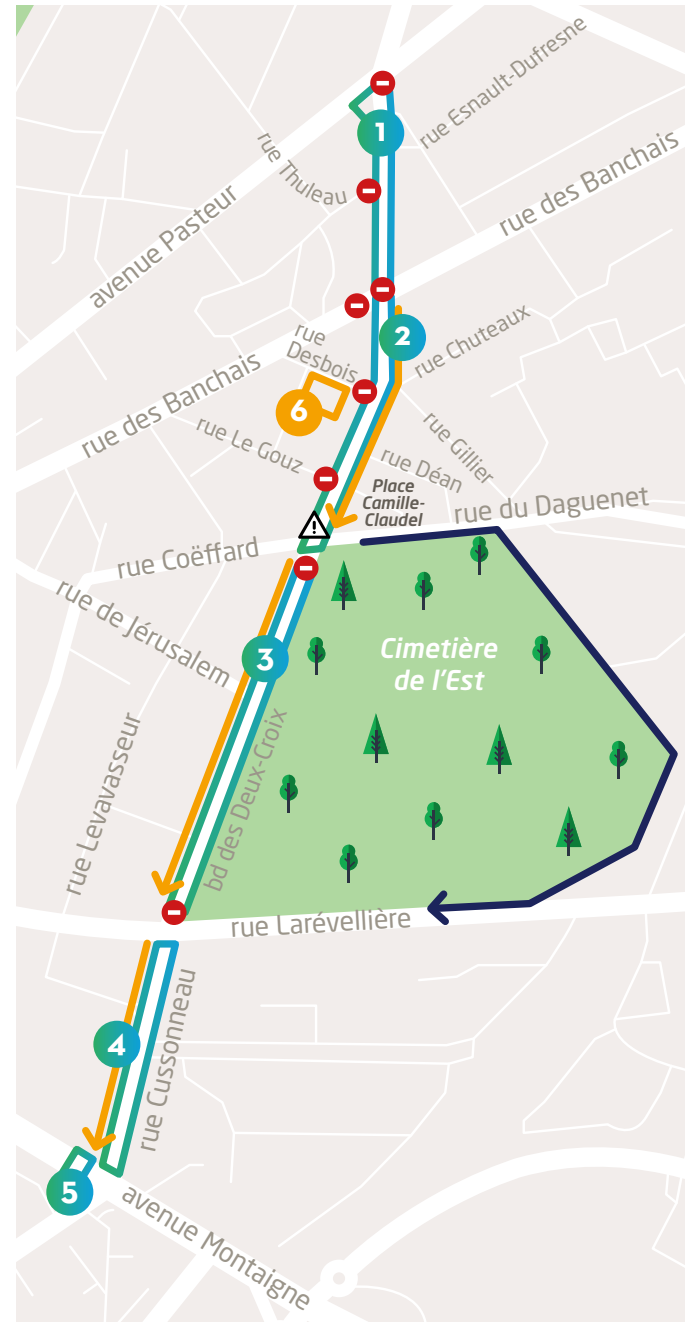 rue Esnault-Dufresne
1
rue Thuleau
rue des Banchais
avenue Pasteur
2
rue Chuteaux
rue
Desbois
rue des Banchais
6
rue Le Gouz
rue Gillier
rue Déan
Place
Camille-
Claudel
rue du Daguenet
!
rue Coëffard
rue de Jérusalem
3
Cimetière
de l'Est
rue Levavasseur
bd des Deux-Croix
rue Larévellière
4
rue Cussonneau
5
avenue Montaigne